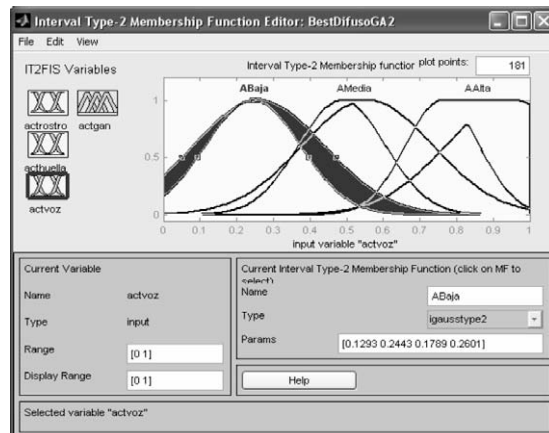 Interval Type-2 Membership Function Editor: BestDifusoGA2
File Edit View
IT2FIS Variables
Interval Type-2 Membership function plot points: 181
ABaja AMedia AAlta
actrostro actgan
acthuella
actvoz
1
0.5
0
0 0.1 0.2 0.3 0.4 0.5 0.6 0.7 0.8 0.9 1
input variable "actvoz"
Current Variable
Name actvoz
Type input
Range [0 1]
Display Range [0 1]
Current Interval Type-2 Membership Function (click on MF to
select)
Name ABaja
Type igausstype2
Params [0.1293 0.2443 0.1789 0.2601]
Help
Selected variable "actvoz"